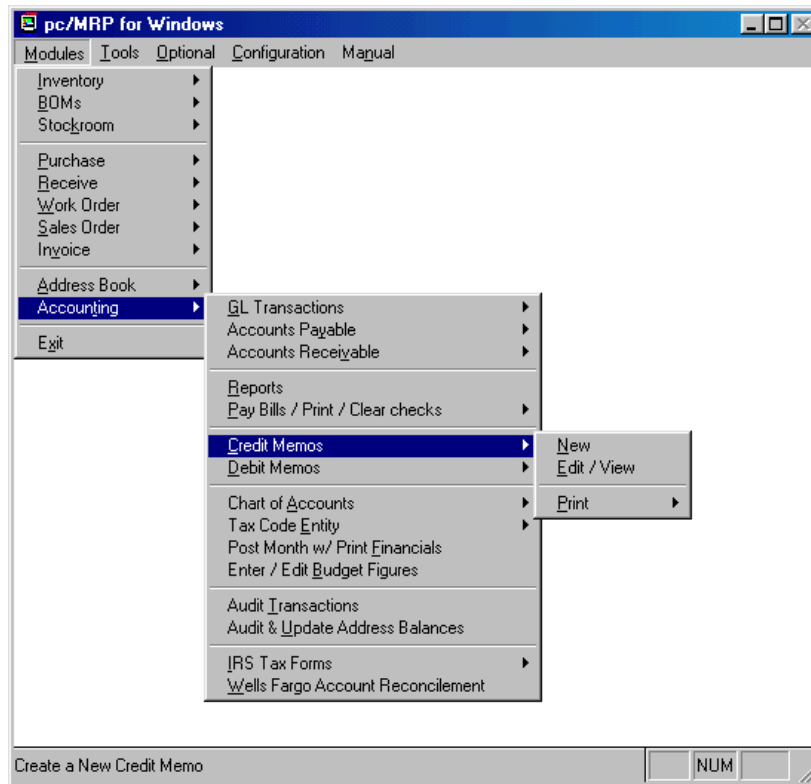 pc/MRP for Windows
Modules Tools Optional Configuration Manual
Inventory
BOMs
Stockroom
Purchase
Receive
Work Order
Sales Order
Invoice
Address Book
Accounting
Exit
GL Transactions
Accounts Payable
Accounts Receivable
Reports
Pay Bills / Print / Clear checks
Credit Memos
Debit Memos
Chart of Accounts
Tax Code Entity
Post Month w/ Print Financials
Enter / Edit Budget Figures
Audit Transactions
Audit & Update Address Balances
IRS Tax Forms
Wells Fargo Account Reconcilement
New
Edit / View
Print
Create a New Credit Memo NUM